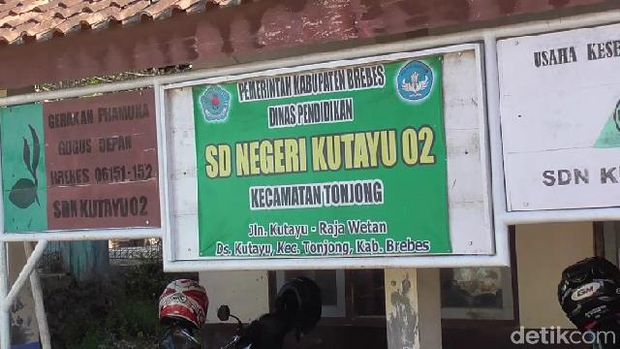 GERAKAN PRAMUKA
GUGUS DEPAN
BREBES 06151-152
SDN KUTAYU 02
PEMERINTAH KABUPATEN BREBES
DINAS PENDIDIKAN
SD NEGERI KUTAYU 02
KECAMATAN TONJONG
Jln. Kutayu - Raja Wetan
Ds. Kutayu, Kec. Tonjong, Kab. Brebes
USAHA KESE
SDN KU
detikcom